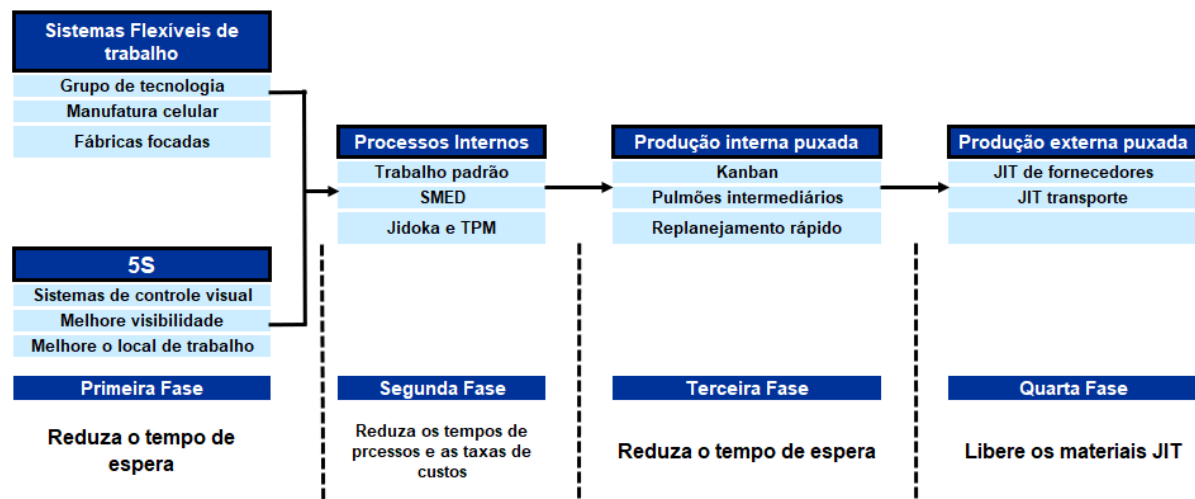 Sistemas Flexíveis de
trabalho
Grupo de tecnologia
Manufatura celular
Fábricas focadas
5S
Sistemas de controle visual
Melhore visibilidade
Melhore o local de trabalho
Primeira Fase
Reduza o tempo de
espera
Processos Internos
Trabalho padrão
SMED
Jidoka e TPM
Segunda Fase
Reduza os tempos de
prcessos e as taxas de
custos
Produção interna puxada
Kanban
Pulmões intermediários
Replanejamento rápido
Terceira Fase
Reduza o tempo de espera
Produção externa puxada
JIT de fornecedores
JIT transporte
Quarta Fase
Libere os materiais JIT